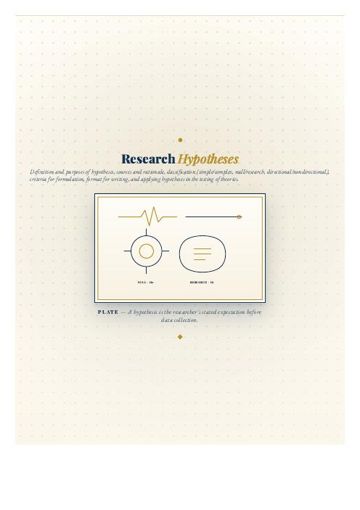 Research Hypotheses
Definition and purposes of hypothesis, sources and rationale, classification (simple/complex, null/research, directional/nondirectional),
criteria for formulation, format for writing, and applying hypotheses in the testing of theories.
PLATE — A hypothesis is the researcher's stated expectation before
data collection.